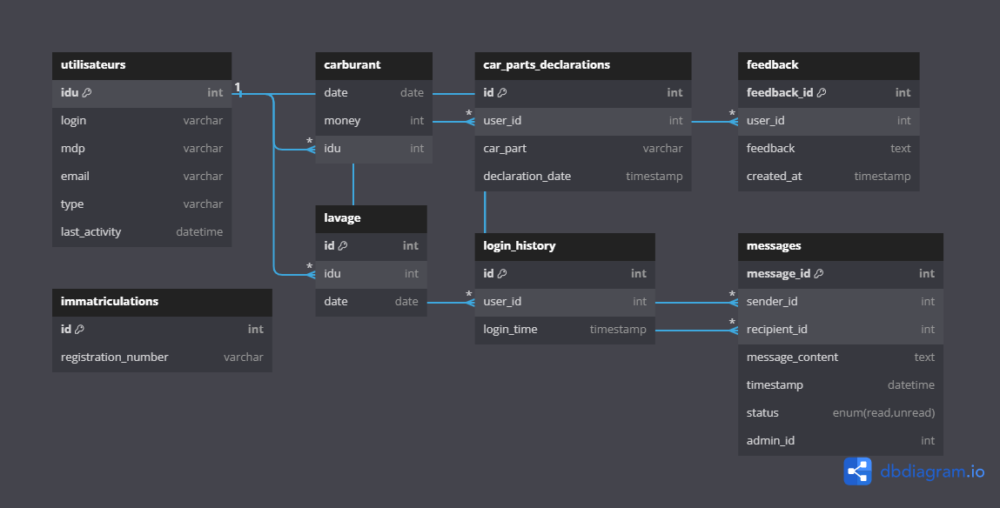 utilisateurs
idu int
login varchar
mdp varchar
email varchar
type varchar
last_activity datetime
1
immatriculations
id int
registration_number varchar
carburant
date date
money int
* idu int
lavage
id int
* idu int
date date
car_parts_declarations
id int
* user_id int
car_part varchar
declaration_date timestamp
login_history
id int
* user_id int
login_time timestamp
feedback
feedback_id int
* user_id int
feedback text
created_at timestamp
messages
message_id int
* sender_id int
* recipient_id int
message_content text
timestamp datetime
status enum(read,unread)
admin_id int
dbdiagram.io